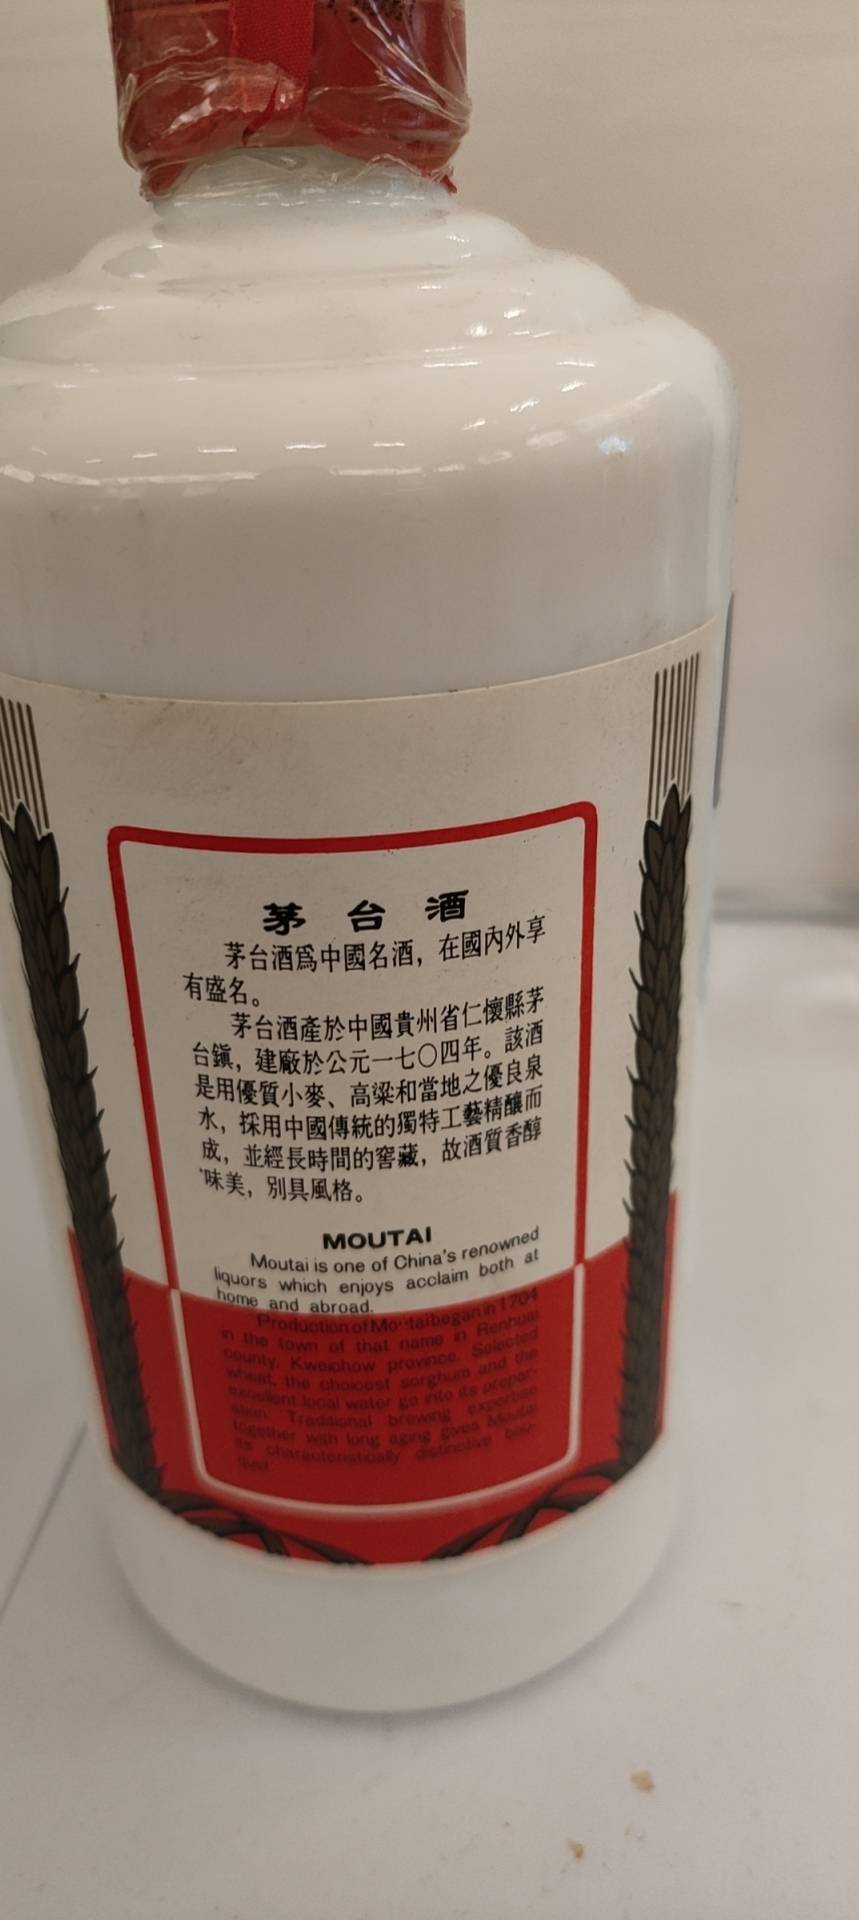 茅台酒
茅台酒爲中國名酒，在國內外享
有盛名。
茅台酒產於中國貴州省仁懷縣茅
台鎮，建廠於公元一七〇四年。該酒
是用優質小麥、高粱和當地之優良泉
水，採用中國傳統的獨特工藝精釀而
成，並經長時間的窖藏，故酒質香醇
味美，別具風格。
MOUTAI
Moutai is one of China's renowned
liquors which enjoys acclaim both at
home and abroad.
Production of Moutai began in 1704
in the town of that name in Renhuai
county, Kweichow province. Selected
wheat, the choicest sorghum and the
excellent local water go into its prepar-
ation. Traditional brewing expertise
together with long aging gives Moutai
its characteristically distinctive bou-
quet.